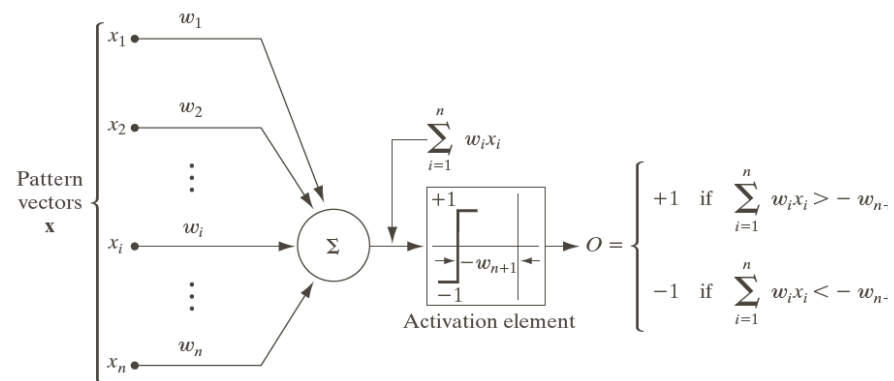 w₁
x₁
w₂
x₂
⋮
n
∑ wᵢxᵢ
i=1
Pattern
vectors
x
xᵢ
wᵢ
Σ
+1
−wₙ₊₁
−1
Activation element
O =
n
+1 if ∑ wᵢxᵢ > − wₙ₊
i=1
n
−1 if ∑ wᵢxᵢ < − wₙ₊
i=1
⋮
wₙ
xₙ